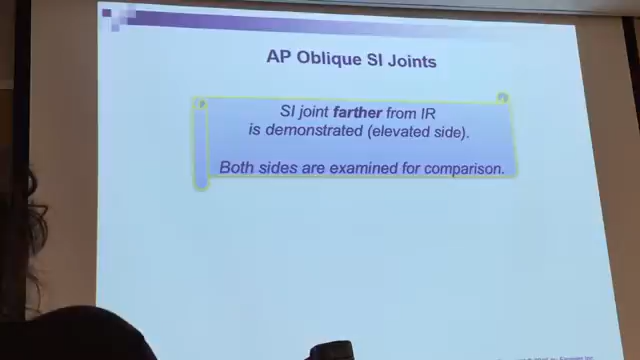 AP Oblique SI Joints
SI joint farther from IR
is demonstrated (elevated side).
Both sides are examined for comparison.